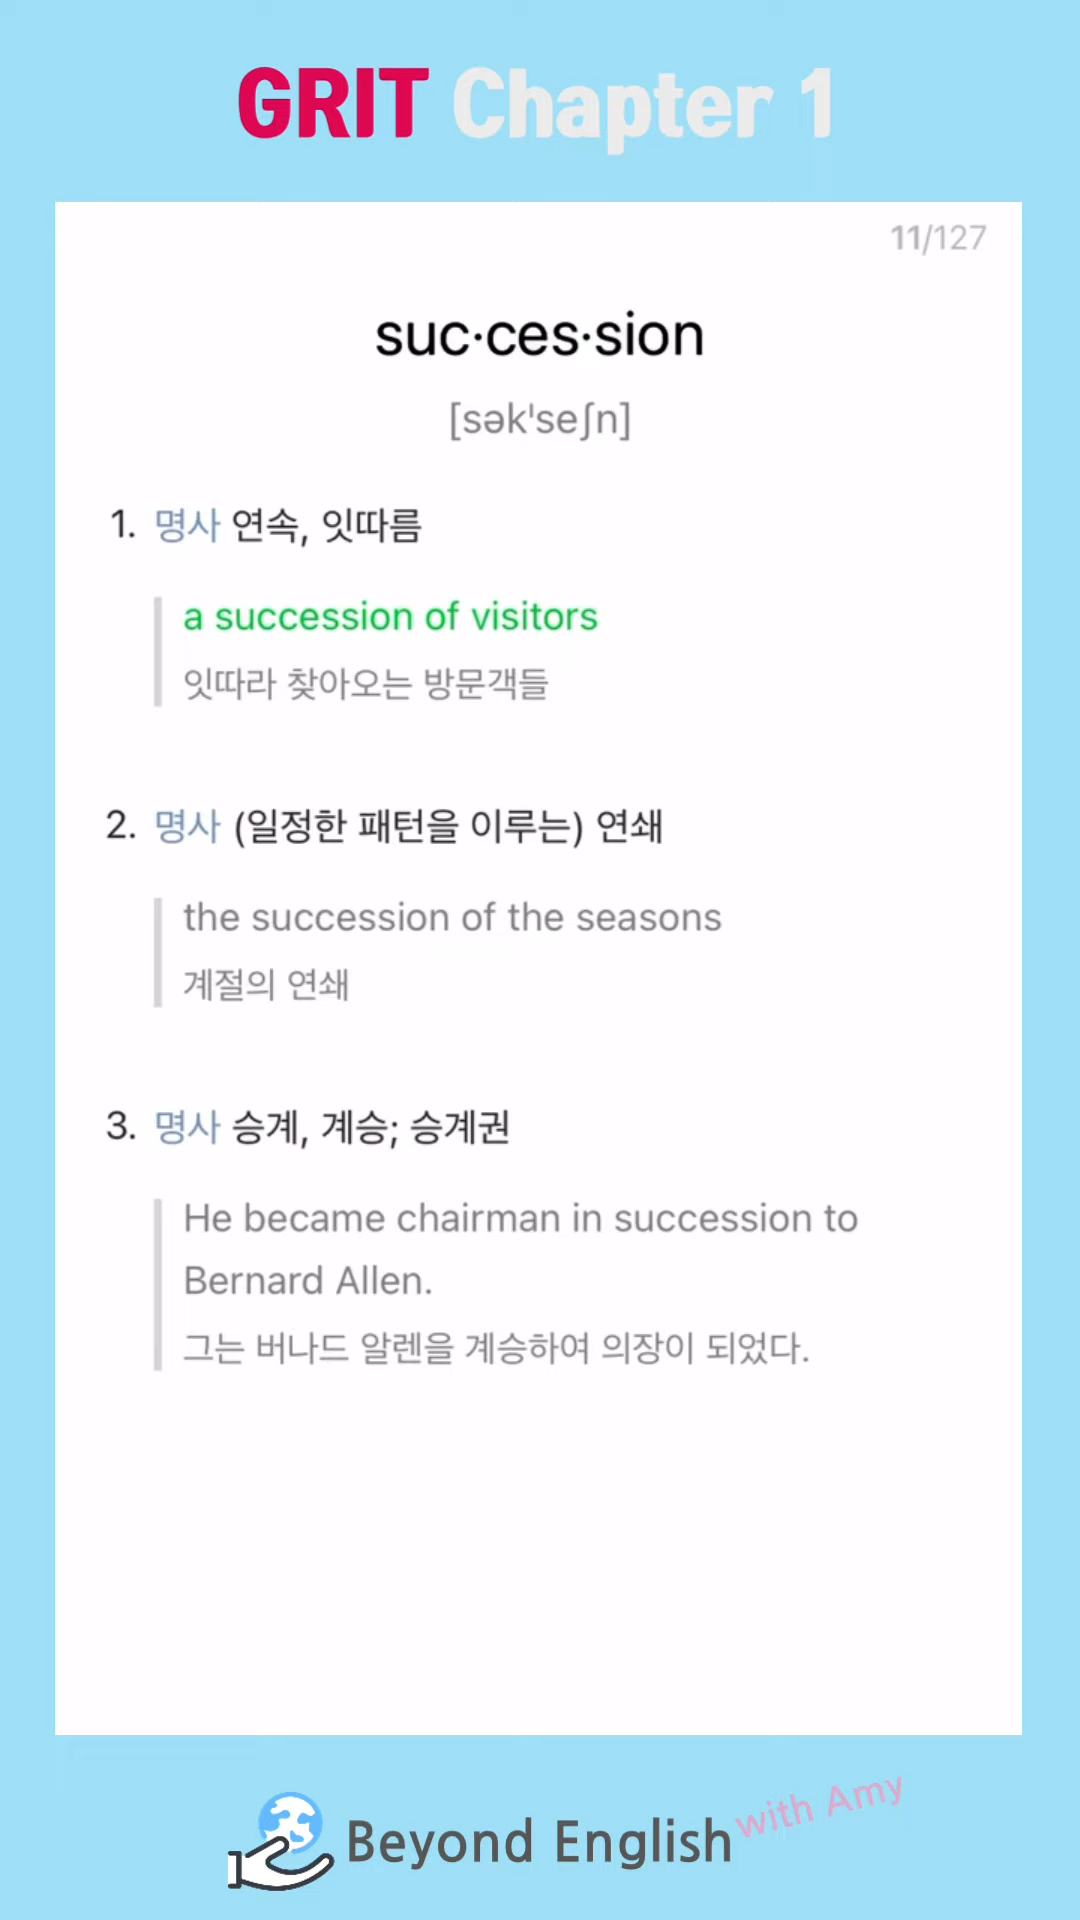 GRIT Chapter 1
11/127
suc·ces·sion
[sək'seʃn]
1. 명사 연속, 잇따름
a succession of visitors
잇따라 찾아오는 방문객들
2. 명사 (일정한 패턴을 이루는) 연쇄
the succession of the seasons
계절의 연쇄
3. 명사 승계, 계승; 승계권
He became chairman in succession to
Bernard Allen.
그는 버나드 알렌을 계승하여 의장이 되었다.
Beyond English with Amy